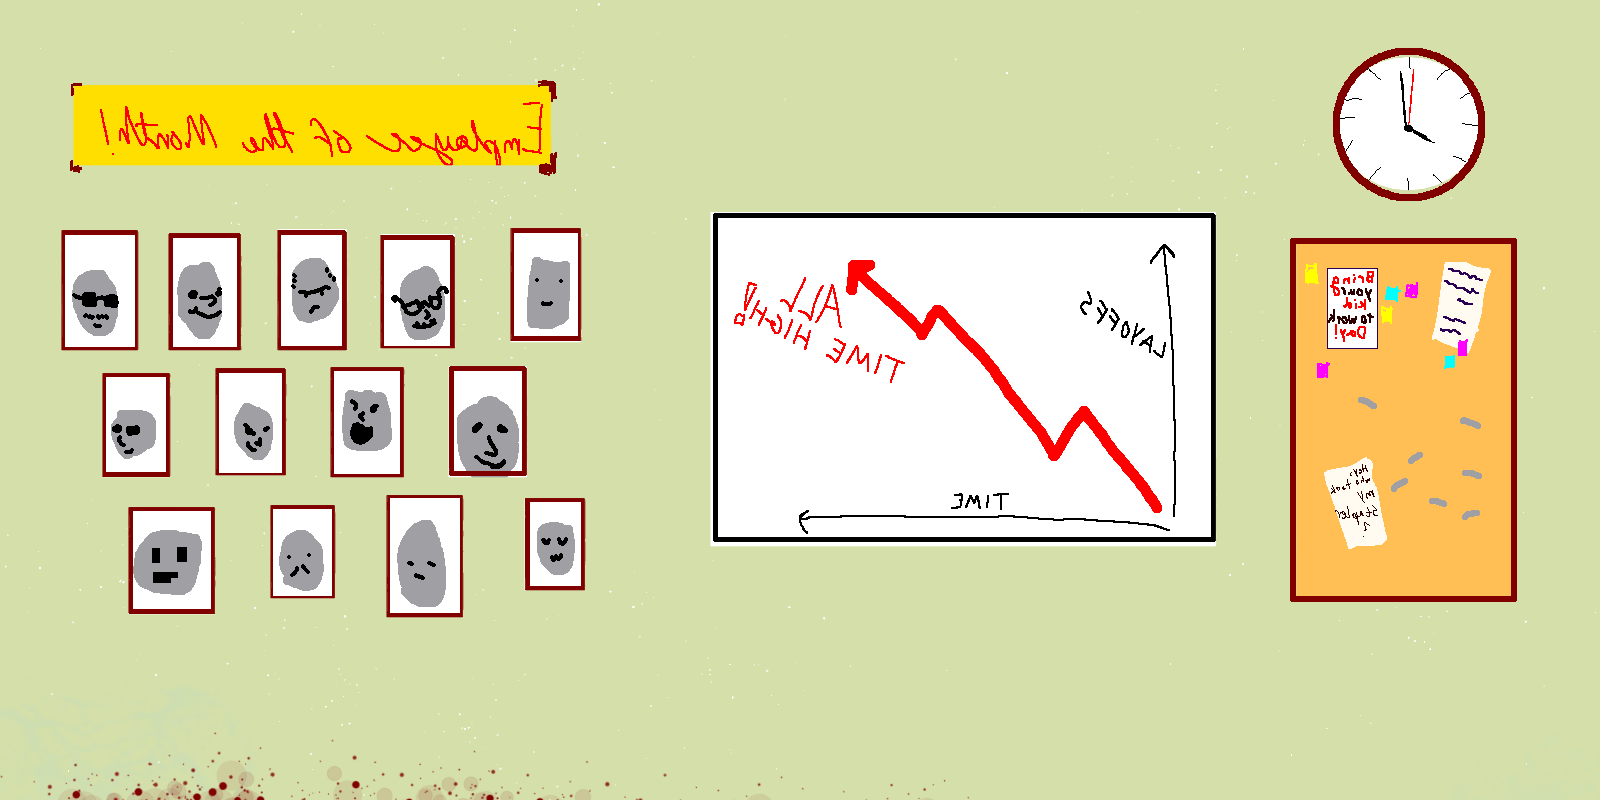 Employee of the Month!
LAYOFFS
ALL
TIME HIGH!
TIME
Bring
your
kid
to work
Day!
Hey,
who took
my
stapler
?